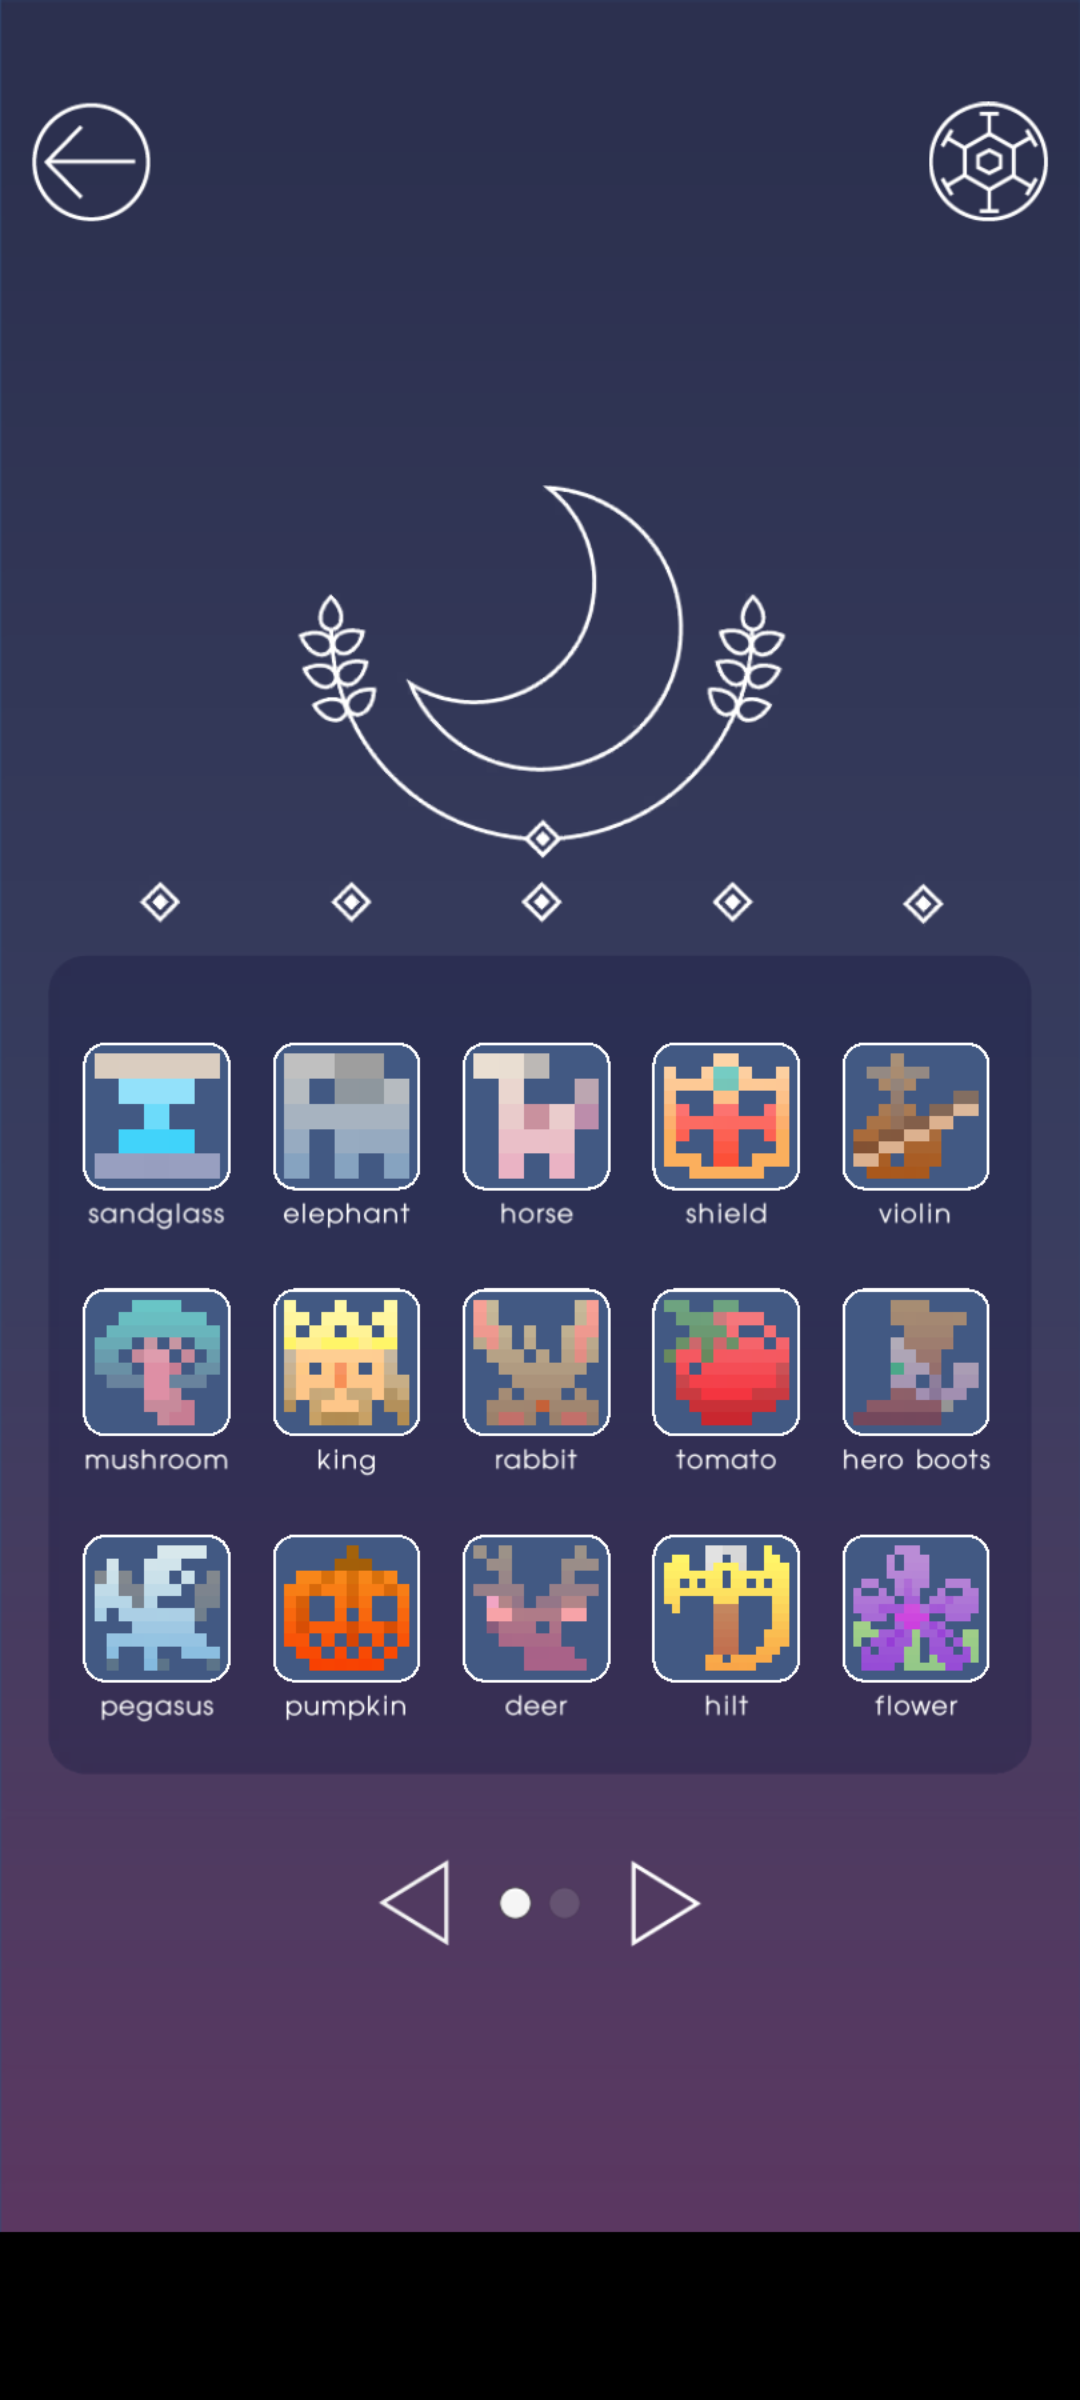 sandglass elephant horse shield violin
mushroom king rabbit tomato hero boots
pegasus pumpkin deer hilt flower